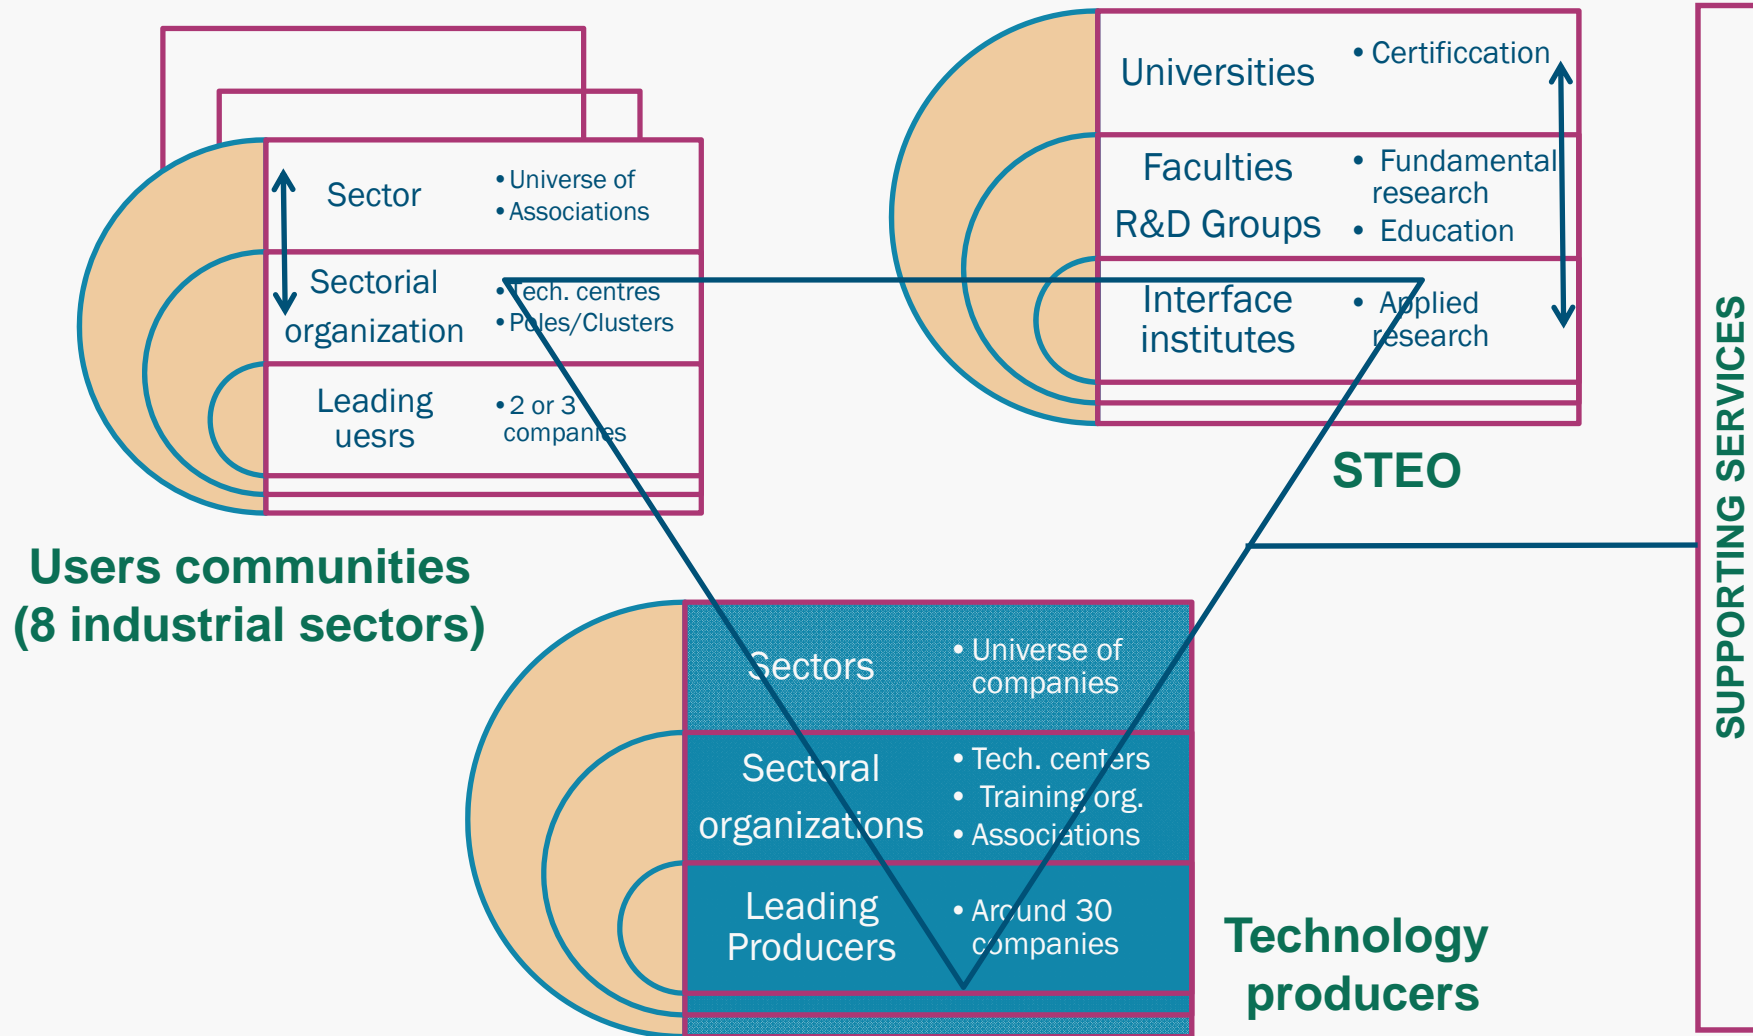 Sector
• Universe of
• Associations
Sectorial
organization
• Tech. centres
• Poles/Clusters
Leading
uesrs
• 2 or 3
companies
Users communities
(8 industrial sectors)
Universities
• Certificcation
Faculties
R&D Groups
• Fundamental
research
• Education
Interface
institutes
• Applied
research
STEO
Sectors
• Universe of
companies
Sectoral
organizations
• Tech. centers
• Training org.
• Associations
Leading
Producers
• Around 30
companies
Technology
producers
SUPPORTING SERVICES